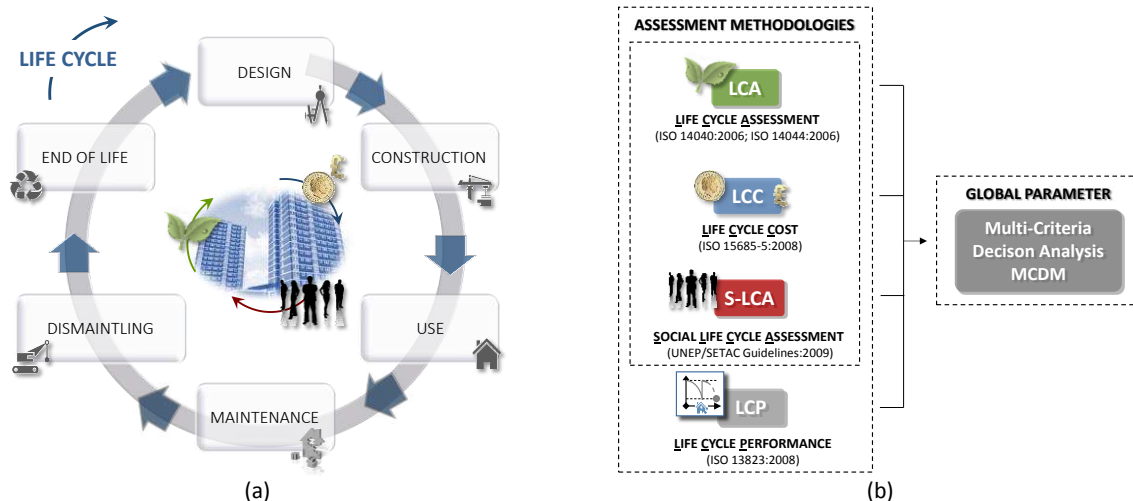 LIFE CYCLE
DESIGN
CONSTRUCTION
USE
MAINTENANCE
DISMAINTLING
END OF LIFE
£
(a)
ASSESSMENT METHODOLOGIES
LCA
LIFE CYCLE ASSESSMENT
(ISO 14040:2006; ISO 14044:2006)
LCC
£
LIFE CYCLE COST
(ISO 15685-5:2008)
S-LCA
SOCIAL LIFE CYCLE ASSESSMENT
(UNEP/SETAC Guidelines:2009)
LCP
LIFE CYCLE PERFORMANCE
(ISO 13823:2008)
GLOBAL PARAMETER
Multi-Criteria
Decison Analysis
MCDM
(b)